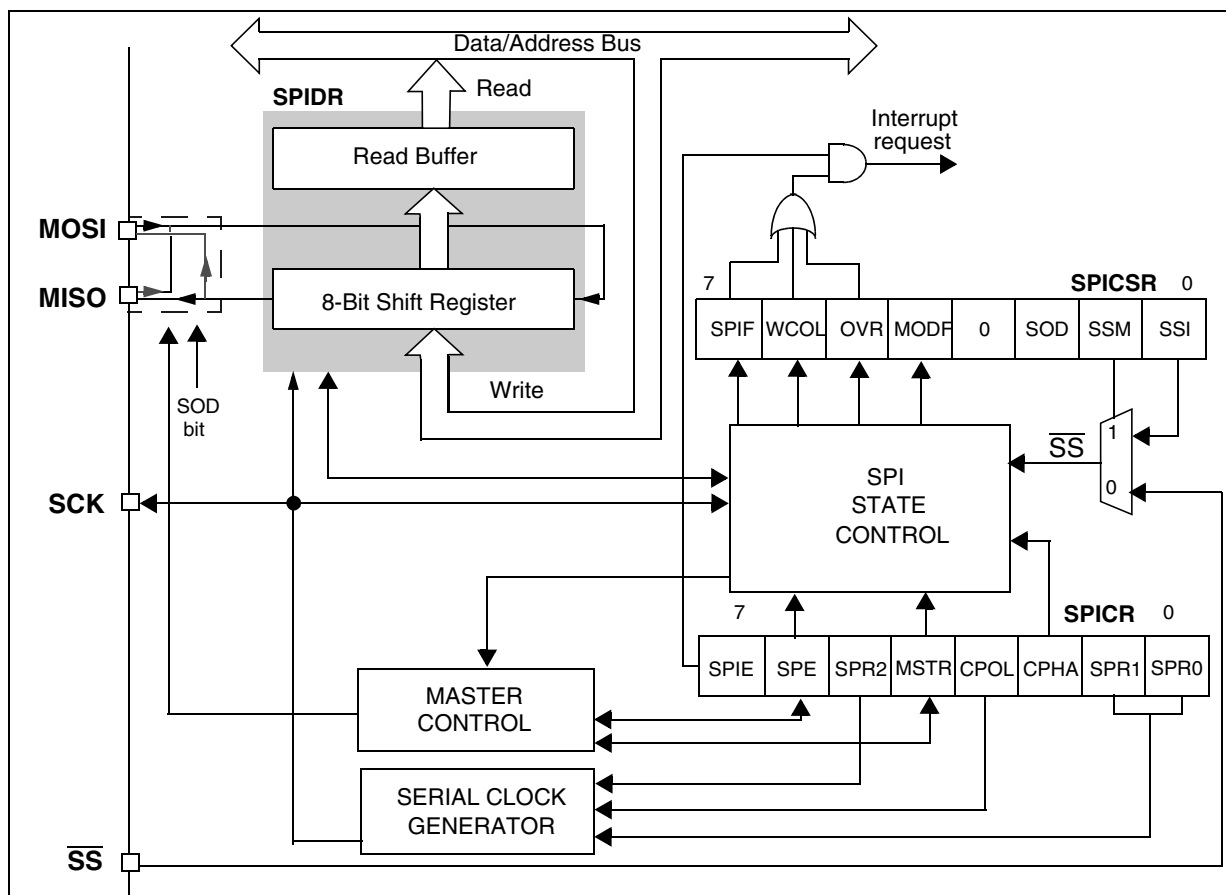 Data/Address Bus
SPIDR
Read
Read Buffer
Interrupt
request
MOSI
MISO
8-Bit Shift Register
7 SPICSR 0
SPIF WCOL OVR MODF 0 SOD SSM SSI
Write
SOD
bit
1
SS
0
SCK
SPI
STATE
CONTROL
7 SPICR 0
SPIE SPE SPR2 MSTR CPOL CPHA SPR1 SPR0
MASTER
CONTROL
SERIAL CLOCK
GENERATOR
SS